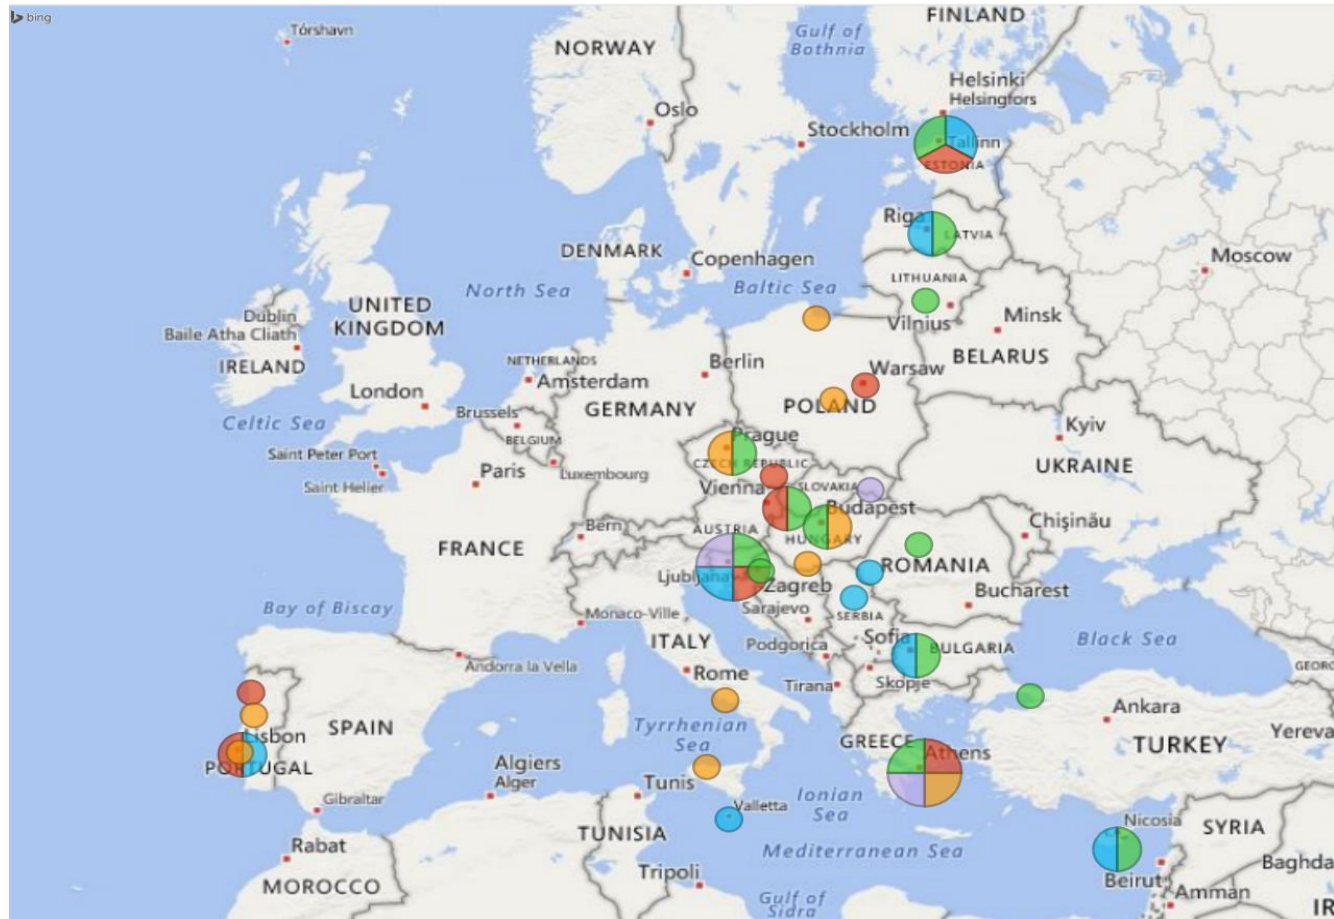 bing
FINLAND
Tórshavn
NORWAY
Gulf of
Bothnia
Helsinki
Helsingfors
Oslo
Stockholm
Tallinn
ESTONIA
Riga
LATVIA
DENMARK
Copenhagen
Moscow
LITHUANIA
North Sea
Baltic Sea
UNITED
KINGDOM
Dublin
Baile Atha Cliath
IRELAND
Vilnius
Minsk
BELARUS
NETHERLANDS
Amsterdam
Berlin
Warsaw
London
GERMANY
POLAND
Celtic Sea
Brussels
BELGIUM
Kyiv
Prague
Saint Peter Port
Saint Helier
Paris
Luxembourg
CZECH REPUBLIC
UKRAINE
Vienna
SLOVAKIA
Budapest
Bern
AUSTRIA
HUNGARY
Chişinău
FRANCE
Ljubljana
Zagreb
ROMANIA
Bucharest
Bay of Biscay
Monaco-Ville
Sarajevo
SERBIA
ITALY
Podgorica
Sofia
BULGARIA
Black Sea
Andorra la Vella
Rome
Tirana
Skopje
GEORG
Ankara
SPAIN
Lisbon
Tyrrhenian
Sea
GREECE
Athens
TURKEY
Yereva
PORTUGAL
Algiers
Alger
Tunis
Gibraltar
Valletta
Ionian
Sea
Nicosia
SYRIA
Rabat
TUNISIA
Mediterranean Sea
Beirut
Baghda
MOROCCO
Tripoli
Gulf of
Sidra
Amman
IR